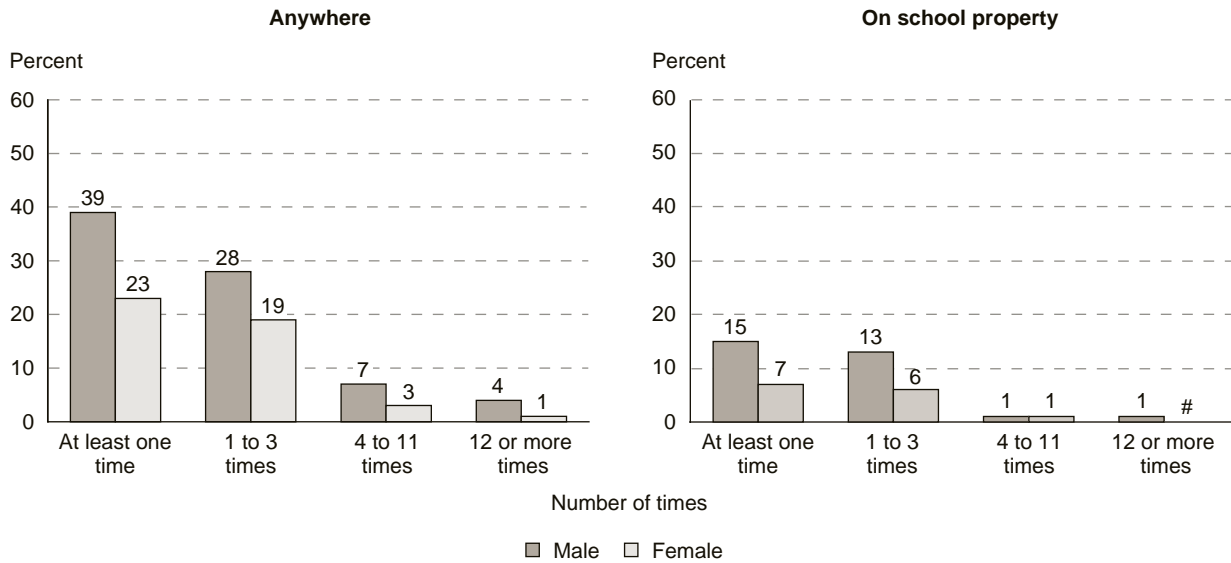 Anywhere
Percent
60
50
40
30
20
10
0
39
23
28
19
7
3
4
1
At least one
time
1 to 3
times
4 to 11
times
12 or more
times
On school property
Percent
60
50
40
30
20
10
0
15
7
13
6
1
1
1
#
At least one
time
1 to 3
times
4 to 11
times
12 or more
times
Number of times
Male Female